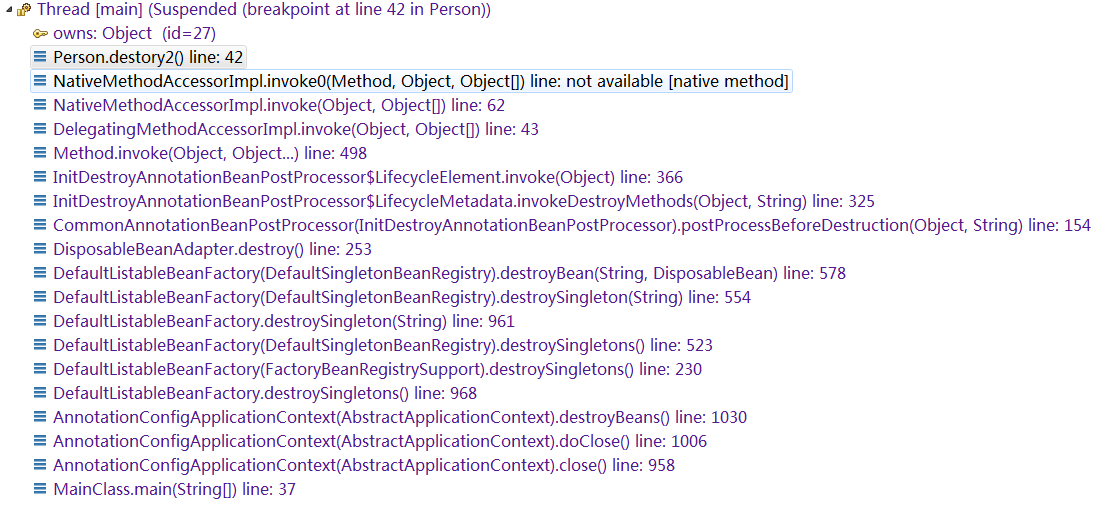 Thread [main] (Suspended (breakpoint at line 42 in Person))
owns: Object (id=27)
Person.destory2() line: 42
NativeMethodAccessorImpl.invoke0(Method, Object, Object[]) line: not available [native method]
NativeMethodAccessorImpl.invoke(Object, Object[]) line: 62
DelegatingMethodAccessorImpl.invoke(Object, Object[]) line: 43
Method.invoke(Object, Object...) line: 498
InitDestroyAnnotationBeanPostProcessor$LifecycleElement.invoke(Object) line: 366
InitDestroyAnnotationBeanPostProcessor$LifecycleMetadata.invokeDestroyMethods(Object, String) line: 325
CommonAnnotationBeanPostProcessor(InitDestroyAnnotationBeanPostProcessor).postProcessBeforeDestruction(Object, String) line: 154
DisposableBeanAdapter.destroy() line: 253
DefaultListableBeanFactory(DefaultSingletonBeanRegistry).destroyBean(String, DisposableBean) line: 578
DefaultListableBeanFactory(DefaultSingletonBeanRegistry).destroySingleton(String) line: 554
DefaultListableBeanFactory.destroySingleton(String) line: 961
DefaultListableBeanFactory(DefaultSingletonBeanRegistry).destroySingletons() line: 523
DefaultListableBeanFactory(FactoryBeanRegistrySupport).destroySingletons() line: 230
DefaultListableBeanFactory.destroySingletons() line: 968
AnnotationConfigApplicationContext(AbstractApplicationContext).destroyBeans() line: 1030
AnnotationConfigApplicationContext(AbstractApplicationContext).doClose() line: 1006
AnnotationConfigApplicationContext(AbstractApplicationContext).close() line: 958
MainClass.main(String[]) line: 37